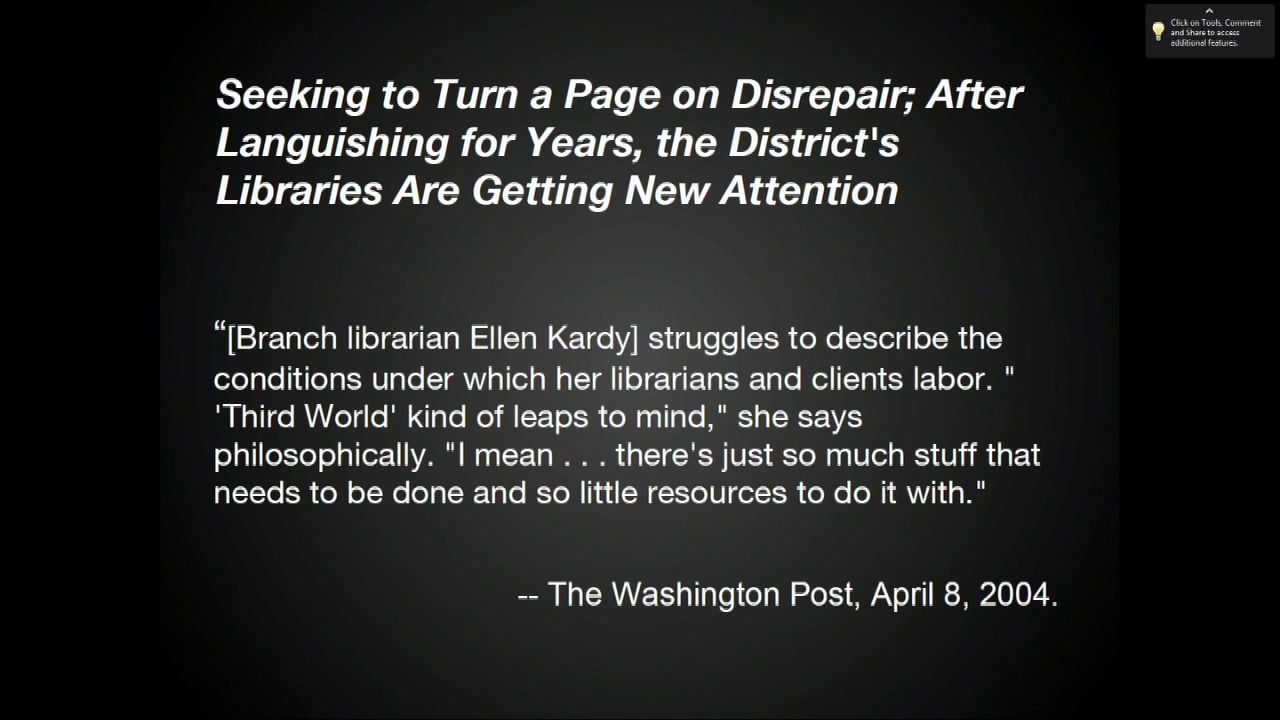 Click on Tools, Comment
and Share to access
additional features.
Seeking to Turn a Page on Disrepair; After
Languishing for Years, the District's
Libraries Are Getting New Attention
“[Branch librarian Ellen Kardy] struggles to describe the
conditions under which her librarians and clients labor. "
'Third World' kind of leaps to mind," she says
philosophically. "I mean . . . there's just so much stuff that
needs to be done and so little resources to do it with."
-- The Washington Post, April 8, 2004.